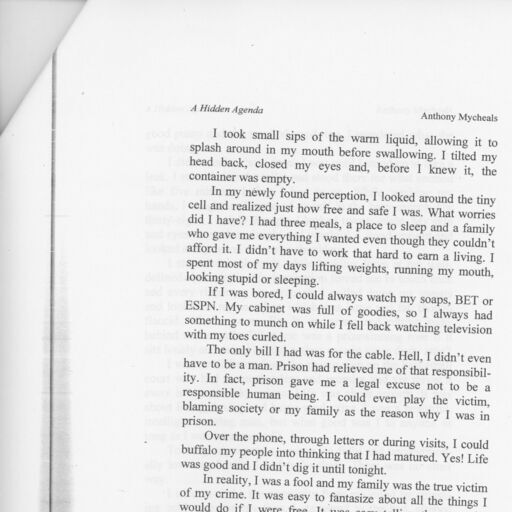 A Hidden Agenda
Anthony Mycheals
I took small sips of the warm liquid, allowing it to
splash around in my mouth before swallowing. I tilted my
head back, closed my eyes and, before I knew it, the
container was empty.
In my newly found perception, I looked around the tiny
cell and realized just how free and safe I was. What worries
did I have? I had three meals, a place to sleep and a family
who gave me everything I wanted even though they couldn't
afford it. I didn't have to work that hard to earn a living. I
spent most of my days lifting weights, running my mouth,
looking stupid or sleeping.
If I was bored, I could always watch my soaps, BET or
ESPN. My cabinet was full of goodies, so I always had
something to munch on while I fell back watching television
with my toes curled.
The only bill I had was for the cable. Hell, I didn't even
have to be a man. Prison had relieved me of that responsibil-
ity. In fact, prison gave me a legal excuse not to be a
responsible human being. I could even play the victim,
blaming society or my family as the reason why I was in
prison.
Over the phone, through letters or during visits, I could
buffalo my people into thinking that I had matured. Yes! Life
was good and I didn't dig it until tonight.
In reality, I was a fool and my family was the true victim
of my crime. It was easy to fantasize about all the things I
would do if I were free. It was easy